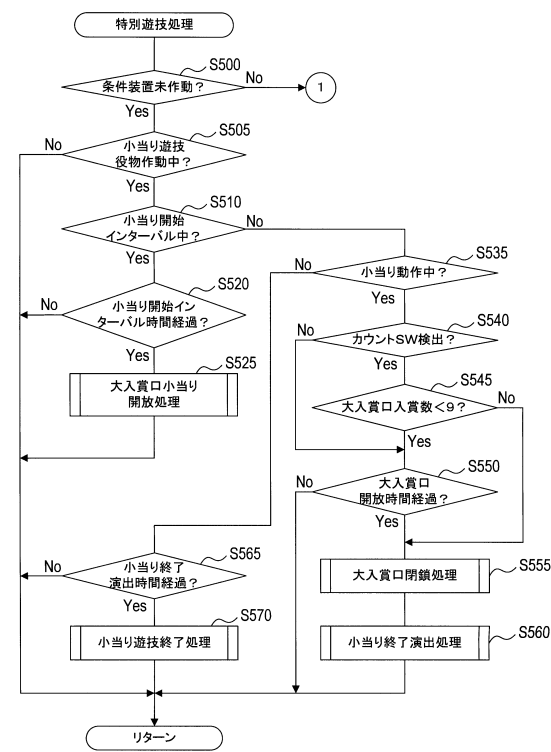 特別遊技処理
S500
条件装置未作動？
No
1
Yes
S505
No
小当り遊技
役物作動中？
Yes
S510
小当り開始
インターバル中？
No
Yes
S535
No
小当り動作中？
S520
Yes
No
小当り開始イン
ターバル時間経過？
S540
No
カウントSW検出？
Yes
Yes
S525
大入賞口小当り
開放処理
S545
大入賞口入賞数＜9？
No
Yes
S550
No
大入賞口
開放時間経過？
Yes
S565
No
小当り終了
演出時間経過？
S555
大入賞口閉鎖処理
Yes
S570
小当り遊技終了処理
S560
小当り終了演出処理
リターン